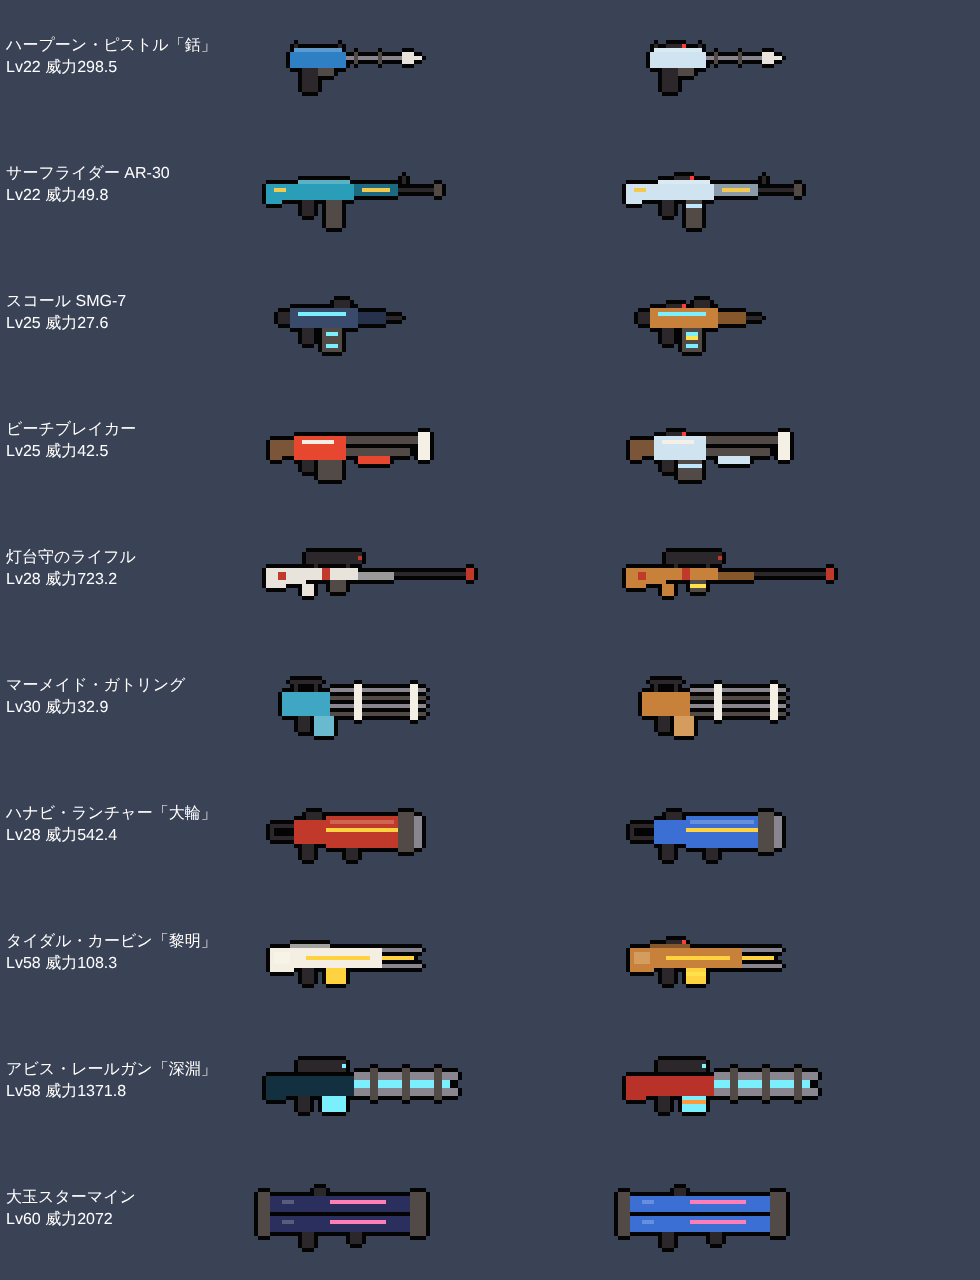 ハープーン・ピストル「銛」
Lv22 威力298.5
サーフライダー AR-30
Lv22 威力49.8
スコール SMG-7
Lv25 威力27.6
ビーチブレイカー
Lv25 威力42.5
灯台守のライフル
Lv28 威力723.2
マーメイド・ガトリング
Lv30 威力32.9
ハナビ・ランチャー「大輪」
Lv28 威力542.4
タイダル・カービン「黎明」
Lv58 威力108.3
アビス・レールガン「深淵」
Lv58 威力1371.8
大玉スターマイン
Lv60 威力2072